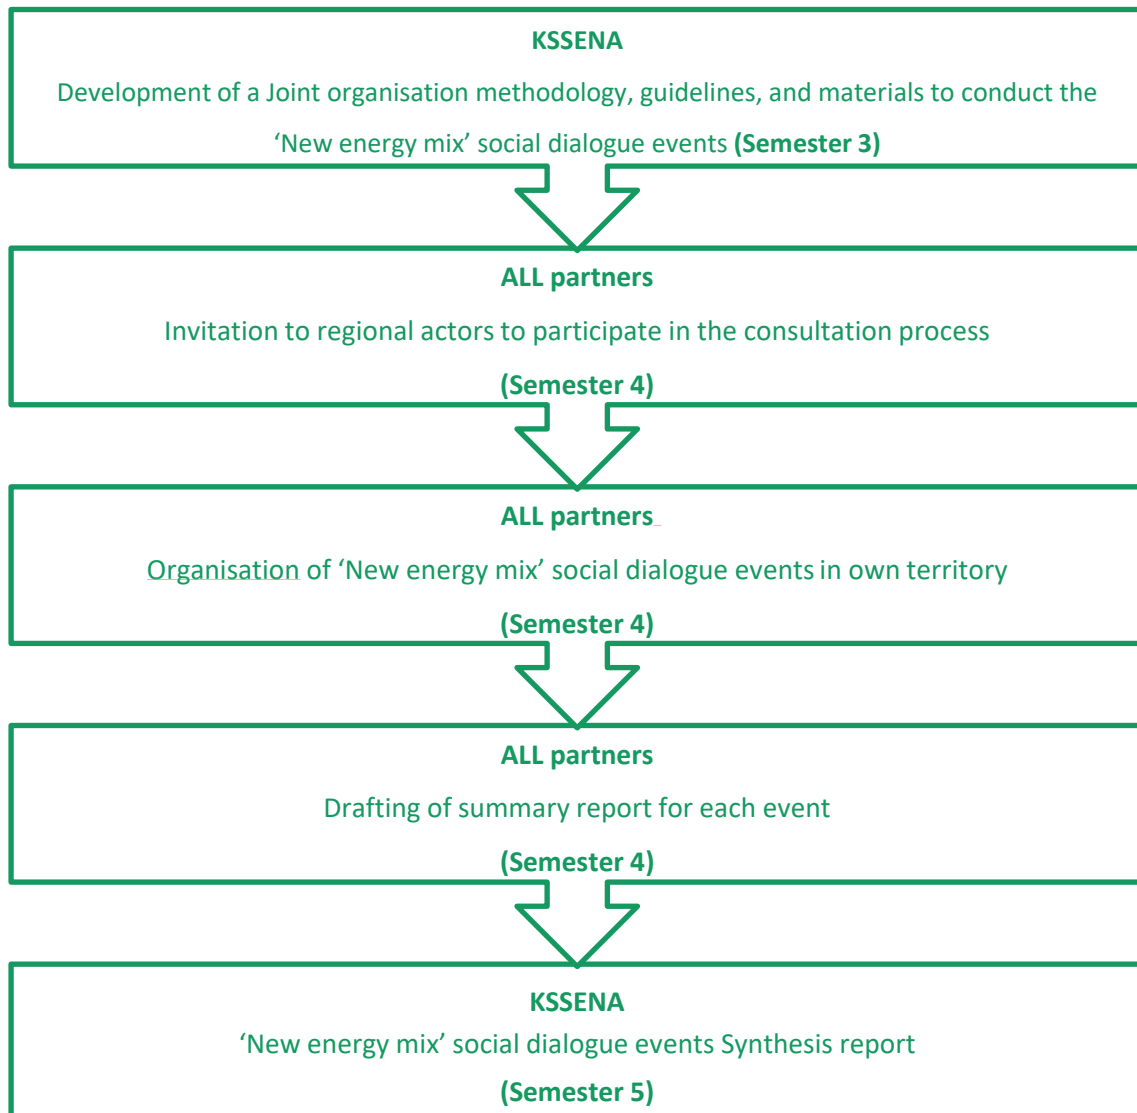 KSSENA
Development of a Joint organisation methodology, guidelines, and materials to conduct the
‘New energy mix’ social dialogue events (Semester 3)
ALL partners
Invitation to regional actors to participate in the consultation process
(Semester 4)
ALL partners
Organisation of ‘New energy mix’ social dialogue events in own territory
(Semester 4)
ALL partners
Drafting of summary report for each event
(Semester 4)
KSSENA
‘New energy mix’ social dialogue events Synthesis report
(Semester 5)